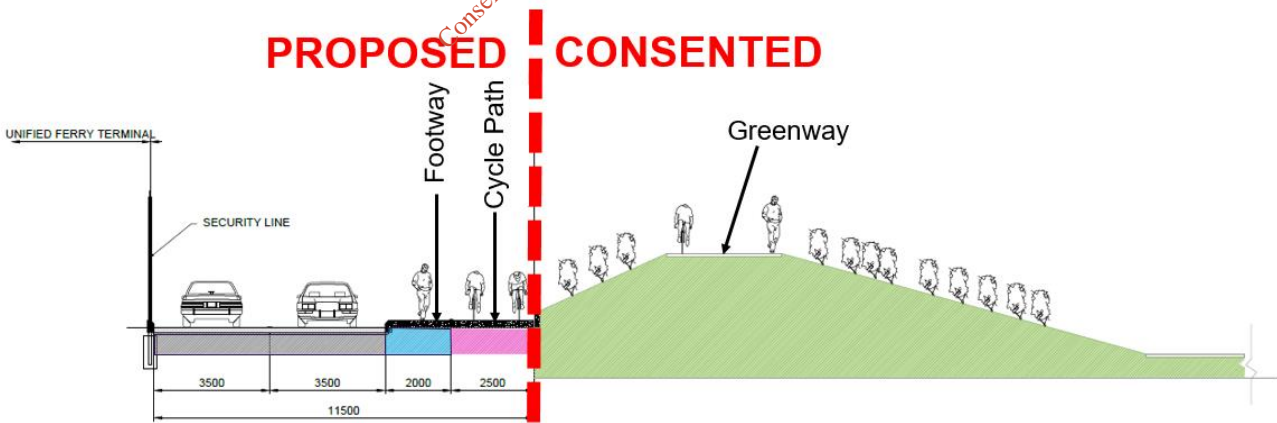 PROPOSED CONSENTED
UNIFIED FERRY TERMINAL
SECURITY LINE
Footway
Cycle Path
Greenway
3500 3500 2000 2500
11500